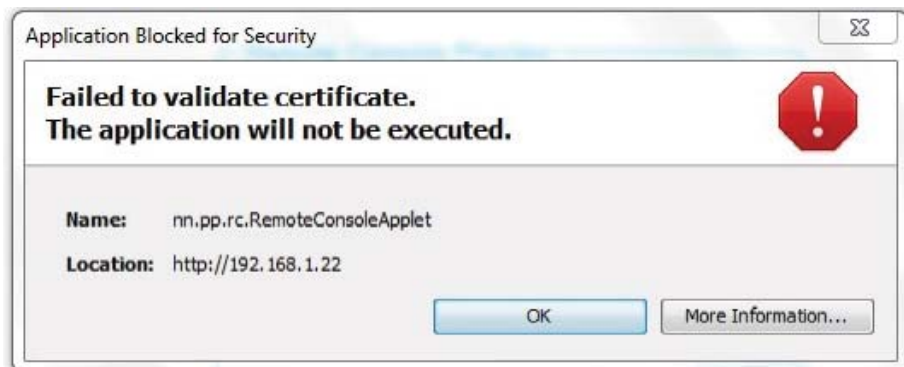 Application Blocked for Security
Failed to validate certificate.
The application will not be executed.
Name: nn.pp.rc.RemoteConsoleApplet
Location: http://192.168.1.22
OK More Information...